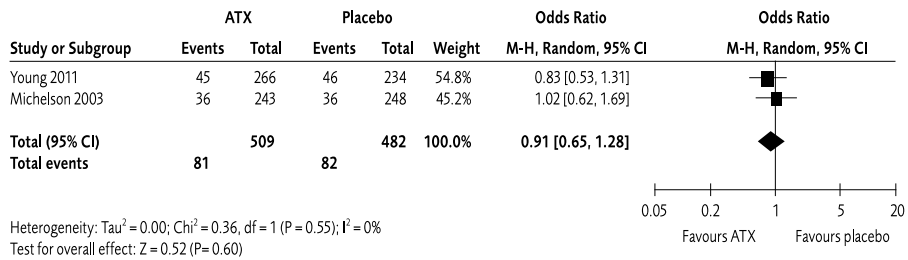 ATX Placebo Odds Ratio Odds Ratio
Study or Subgroup Events Total Events Total Weight M-H, Random, 95% CI M-H, Random, 95% CI
Young 2011 45 266 46 234 54.8% 0.83 [0.53, 1.31]
Michelson 2003 36 243 36 248 45.2% 1.02 [0.62, 1.69]
Total (95% CI) 509 482 100.0% 0.91 [0.65, 1.28]
Total events 81 82
0.05 0.2 1 5 20
Favours ATX Favours placebo
Heterogeneity: Tau² = 0.00; Chi² = 0.36, df = 1 (P = 0.55); I² = 0%
Test for overall effect: Z = 0.52 (P= 0.60)